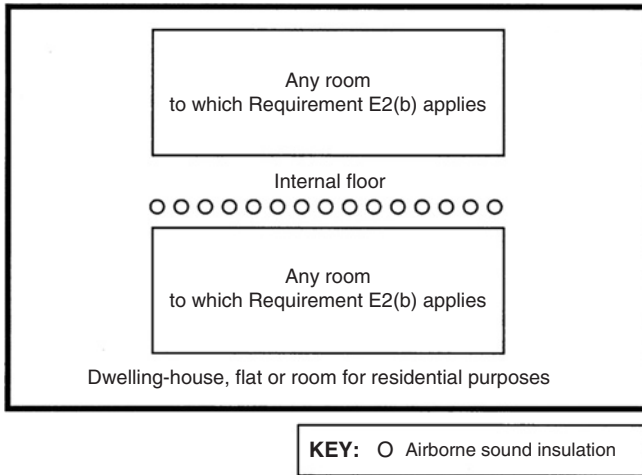 Any room
to which Requirement E2(b) applies
Internal floor
Any room
to which Requirement E2(b) applies
Dwelling-house, flat or room for residential purposes
KEY: O Airborne sound insulation